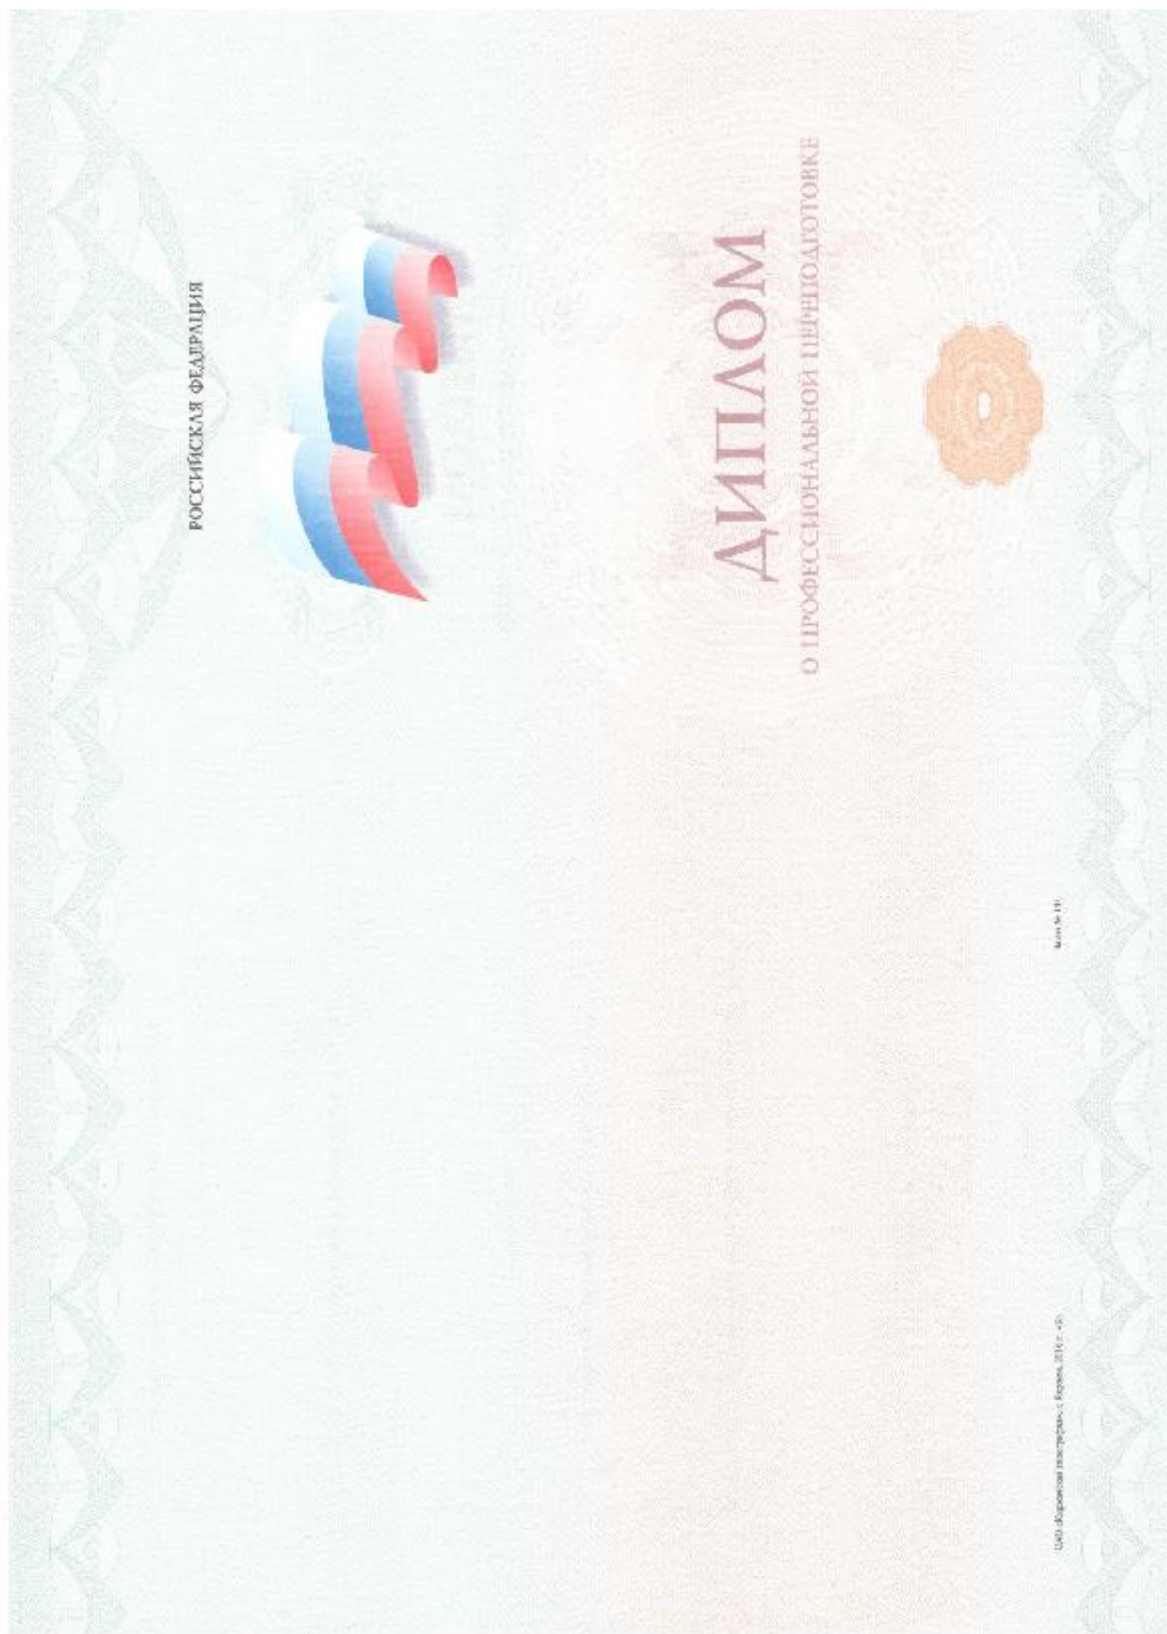 РОССИЙСКАЯ ФЕДЕРАЦИЯ
ДИПЛОМ
О ПРОФЕССИОНАЛЬНОЙ ПЕРЕПОДГОТОВКЕ